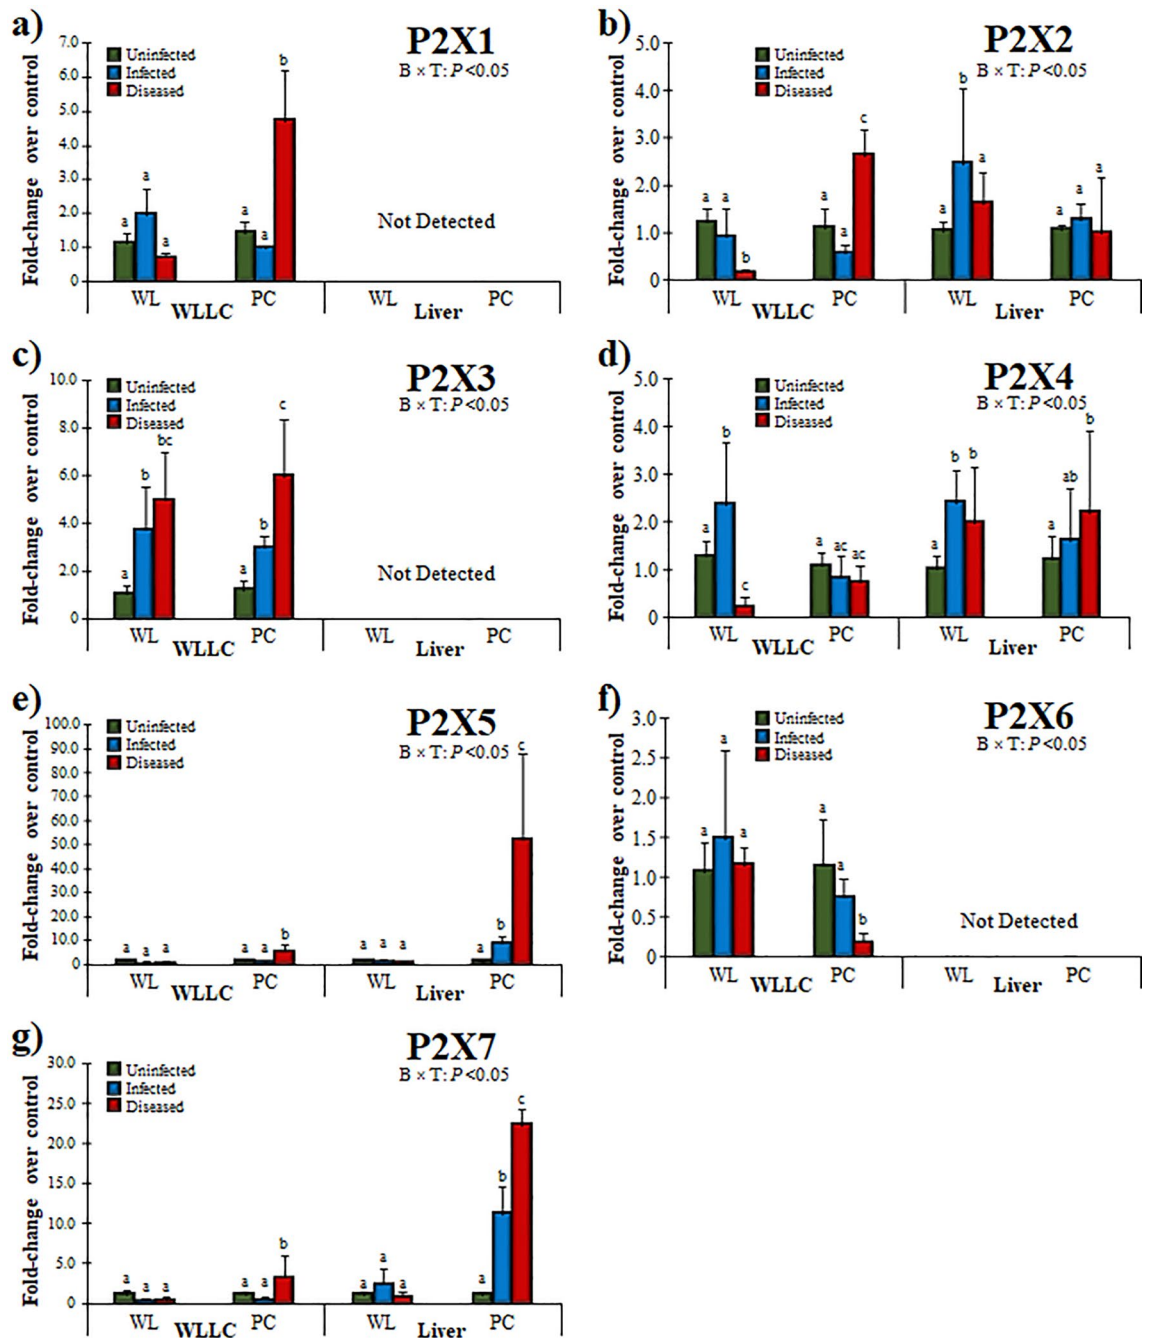 a)
P2X1
B × T: P<0.05
Uninfected
Infected
Diseased
Fold-change over control
7.0
6.0
5.0
4.0
3.0
2.0
1.0
0
a
a
a
a
a
b
Not Detected
WL PC WL PC
WLLC Liver
b)
P2X2
B × T: P<0.05
Uninfected
Infected
Diseased
Fold-change over control
5.0
4.0
3.0
2.0
1.0
0
a a b a a c a b a a a a
WL PC WL PC
WLLC Liver
c)
P2X3
B × T: P<0.05
Uninfected
Infected
Diseased
Fold-change over control
10.0
8.0
6.0
4.0
2.0
0
a b bc a b c
Not Detected
WL PC WL PC
WLLC Liver
d)
P2X4
B × T: P<0.05
Uninfected
Infected
Diseased
Fold-change over control
5.0
4.0
3.0
2.0
1.0
0
a b c a ac ac a b b a ab b
WL PC WL PC
WLLC Liver
e)
P2X5
B × T: P<0.05
Uninfected
Infected
Diseased
Fold-change over control
100.0
90.0
80.0
70.0
60.0
50.0
40.0
30.0
20.0
10.0
0
a a a a a b a a a a b c
WL PC WL PC
WLLC Liver
f)
P2X6
B × T: P<0.05
Uninfected
Infected
Diseased
Fold-change over control
3.0
2.5
2.0
1.5
1.0
0.5
0
a a a a a b
Not Detected
WL PC WL PC
WLLC Liver
g)
P2X7
B × T: P<0.05
Uninfected
Infected
Diseased
Fold-change over control
30.0
25.0
20.0
15.0
10.0
5.0
0
a a a a a b a a a a b c
WL PC WL PC
WLLC Liver